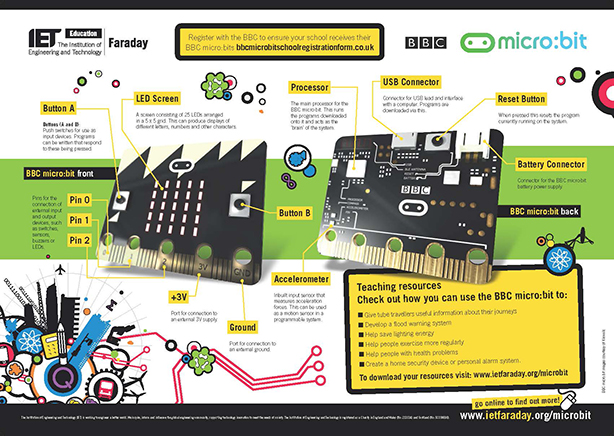 IET
Education
The Institution of
Engineering and Technology
Faraday
Register with the BBC to ensure your school receives their
BBC micro:bits bbcmicrobitschoolregistrationform.co.uk
BBC
micro:bit
Button A
Buttons (A and B)
Push switches for use as
input devices. Programs
can be written that respond
to these being pressed.
LED Screen
A screen consisting of 25 LEDs arranged
in a 5 x 5 grid. This can produce displays of
different letters, numbers and other characters.
Processor
The main processor for the
BBC micro:bit. This runs
the programs downloaded
onto it and acts as the
'brain' of the system.
USB Connector
Connector for USB lead and interface
with a computer. Programs are
downloaded via this.
Reset Button
When pressed this resets the program
currently running on the system.
Battery Connector
Connector for the BBC micro:bit
battery power supply.
BBC micro:bit front
BBC micro:bit back
Pins for the
connection of
external input
and output
devices, such
as switches,
sensors,
buzzers or
LEDs.
Pin 0
Pin 1
Pin 2
Button B
BBC
3V
GND
+3V
Port for connection to
an external 3V supply.
Ground
Port for connection to
an external ground.
Accelerometer
Inbuilt input sensor that
measures acceleration
forces. This can be used
as a motion sensor in a
programmable system.
Teaching resources
Check out how you can use the BBC micro:bit to:
Give tube travellers useful information about their journeys
Develop a flood warning system
Help save lighting energy
Help people exercise more regularly
Help people with health problems
Create a home security device or personal alarm system.
To download your resources visit: www.ietfaraday.org/microbit
go online to find out more!
www.ietfaraday.org/microbit